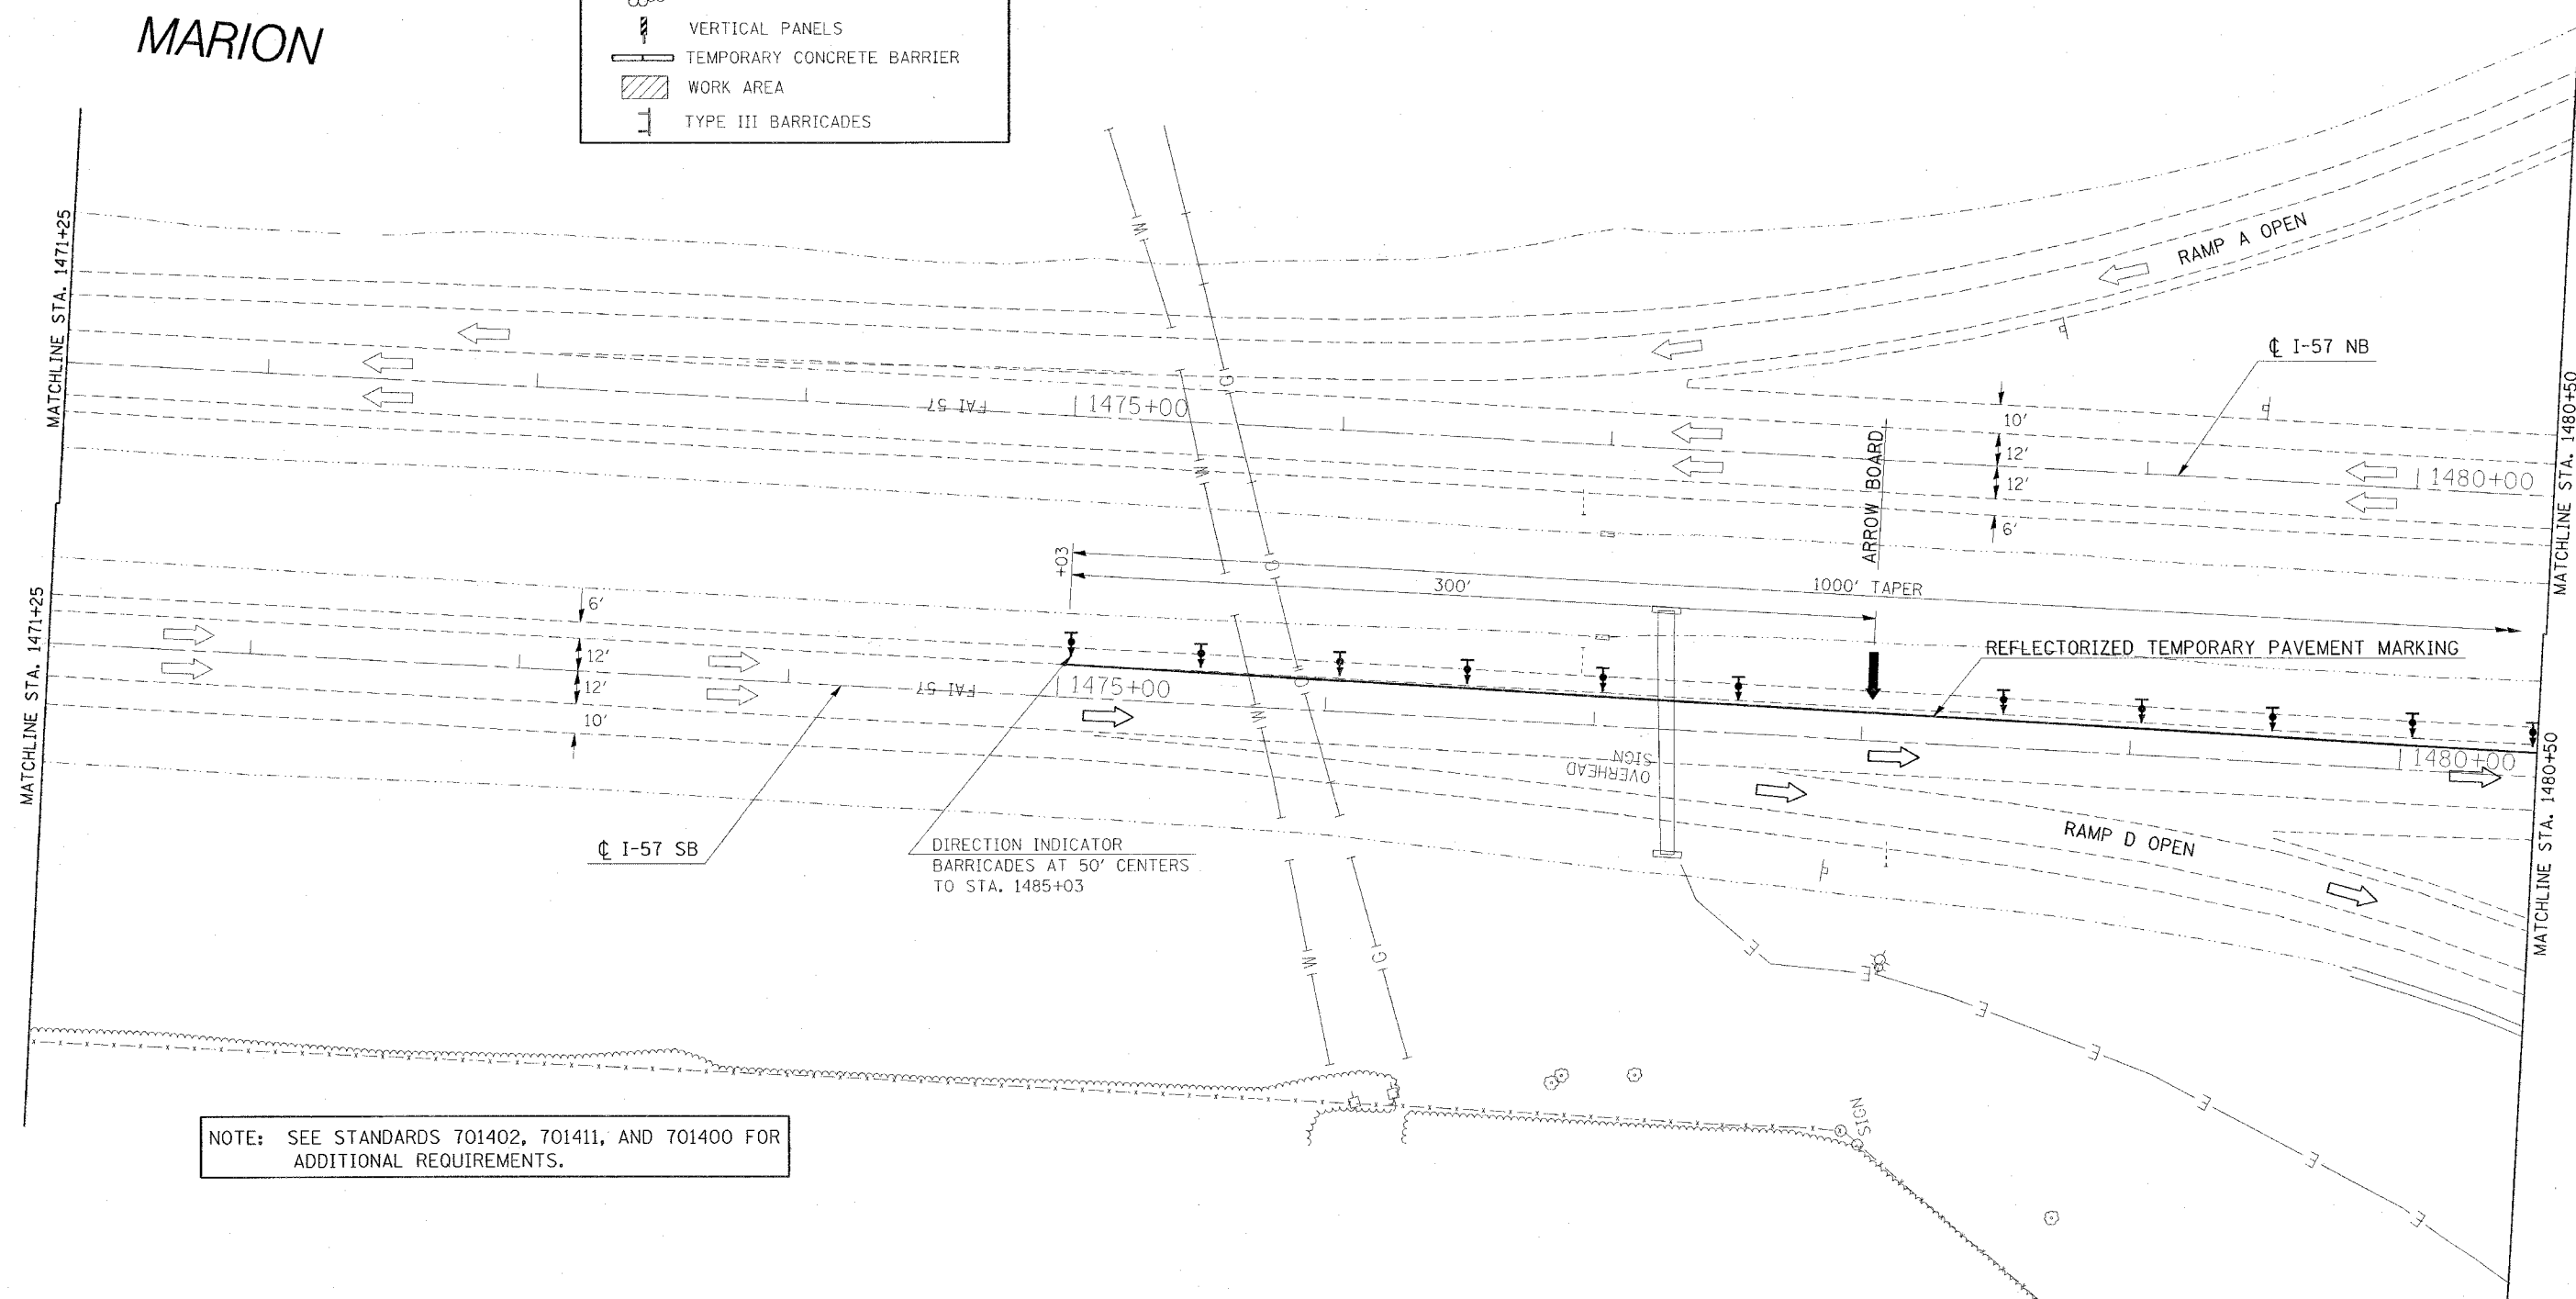 MARION
VERTICAL PANELS
TEMPORARY CONCRETE BARRIER
WORK AREA
TYPE III BARRICADES
MATCHLINE STA. 1471+25
MATCHLINE STA. 1471+25
RAMP A OPEN
℄ I-57 NB
FAI 57
1475+00
G
W
W
W
10'
12'
12'
6'
ARROW BOARD
1480+00
MATCHLINE STA. 1480+50
+03
G
300'
1000' TAPER
REFLECTORIZED TEMPORARY PAVEMENT MARKING
6'
12'
12'
10'
FAI 57
1475+00
G
W
OVERHEAD
SIGN
1480+00
RAMP D OPEN
MATCHLINE STA. 1480+50
℄ I-57 SB
DIRECTION INDICATOR
BARRICADES AT 50' CENTERS
TO STA. 1485+03
W
G
E
E
E
E
E
E
E
SIGN
NOTE: SEE STANDARDS 701402, 701411, AND 701400 FOR
ADDITIONAL REQUIREMENTS.